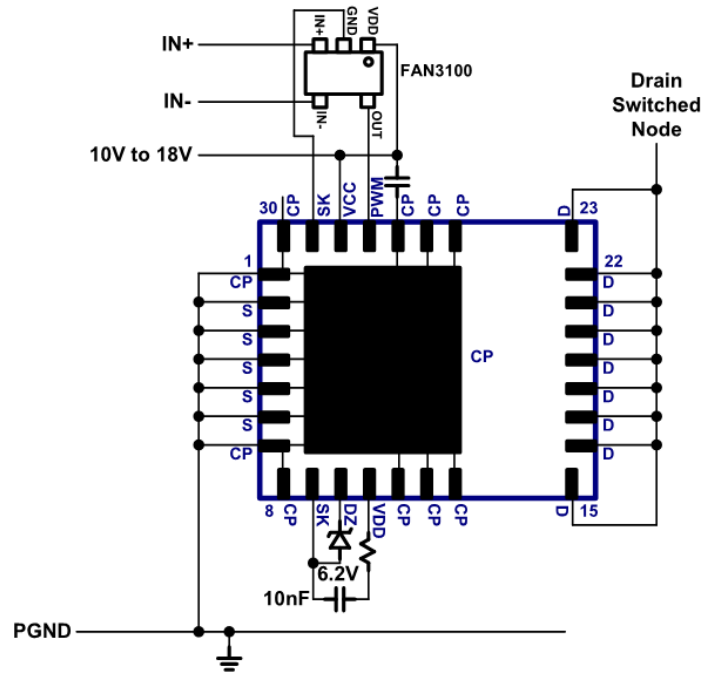 IN+
GND
VDD
IN+
FAN3100
IN-
IN-
OUT
Drain
Switched
Node
10V to 18V
30
CP
SK
VCC
PWM
CP
CP
CP
D
23
1
CP
22
D
S
D
S
D
S
CP
D
S
D
S
D
CP
D
8
CP
SK
DZ
VDD
CP
CP
CP
D
15
6.2V
10nF
PGND